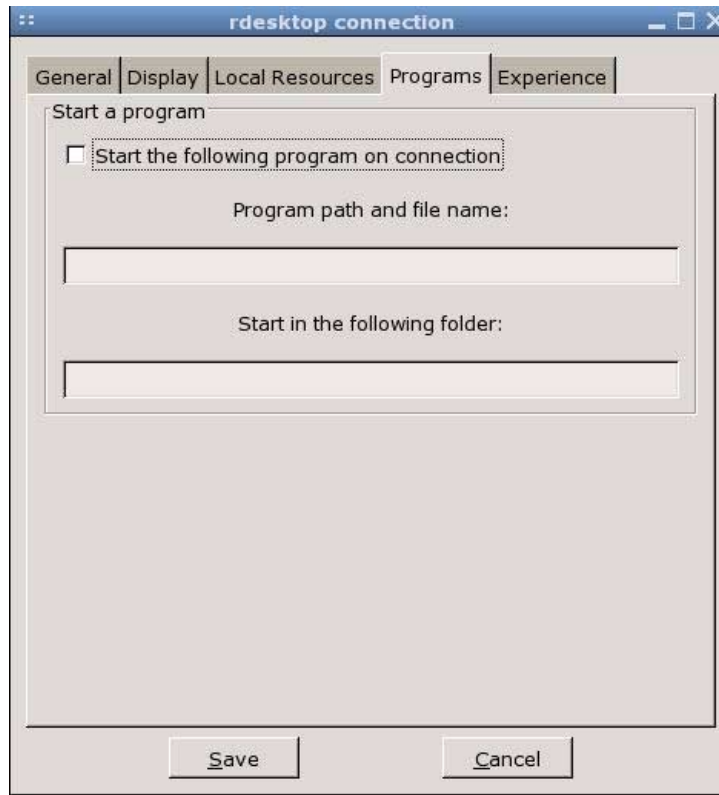 rdesktop connection
General Display Local Resources Programs Experience
Start a program
Start the following program on connection
Program path and file name:
Start in the following folder:
Save Cancel